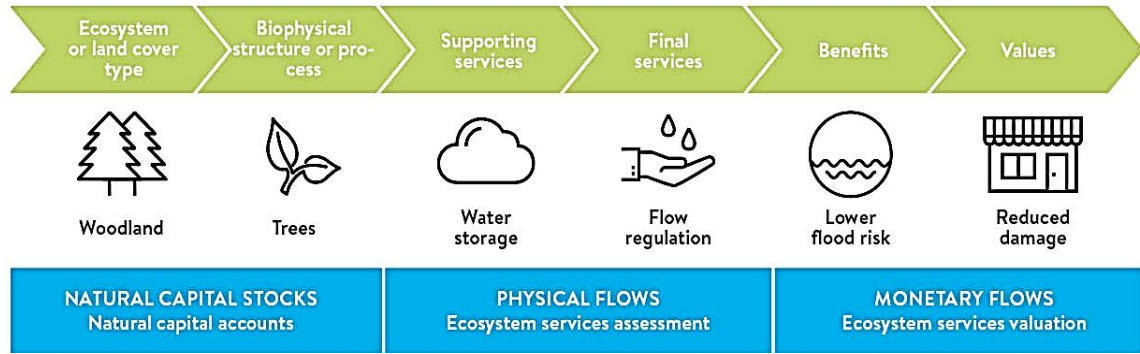 Ecosystem
or land cover
type
Biophysical
structure or pro-
cess
Supporting
services
Final
services
Benefits
Values
Woodland
Trees
Water
storage
Flow
regulation
Lower
flood risk
Reduced
damage
NATURAL CAPITAL STOCKS
Natural capital accounts
PHYSICAL FLOWS
Ecosystem services assessment
MONETARY FLOWS
Ecosystem services valuation